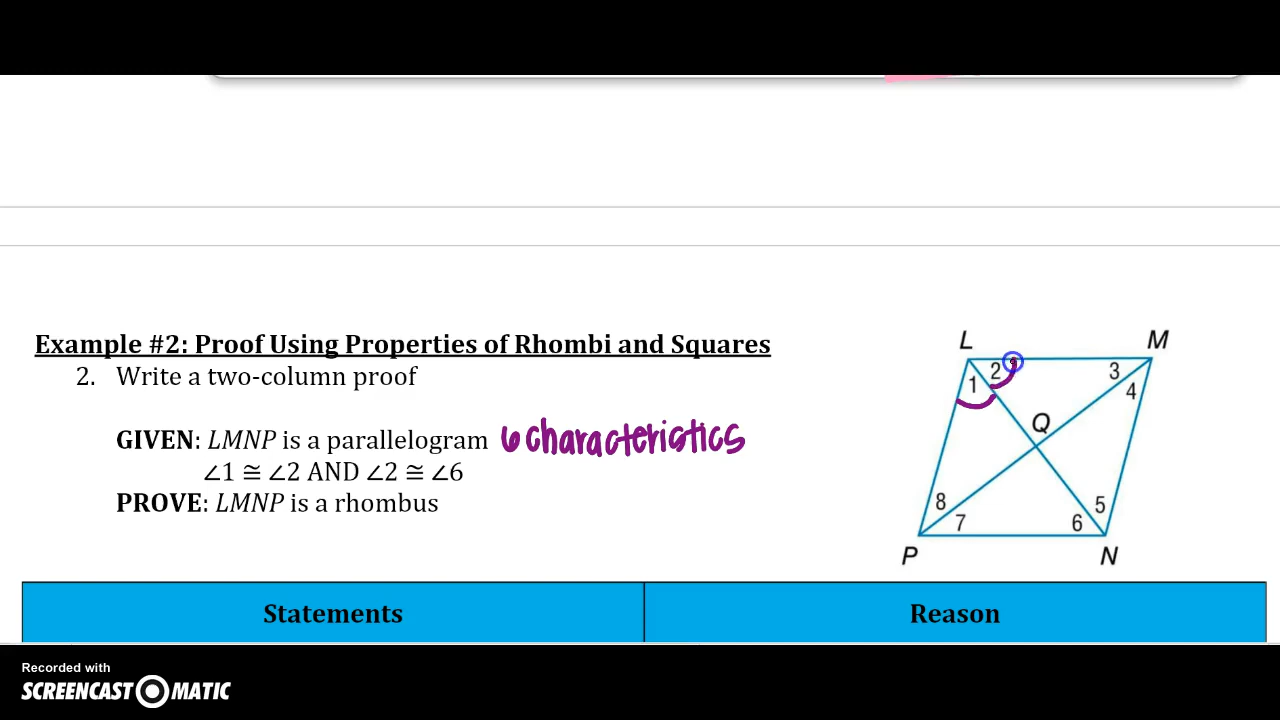 Example #2: Proof Using Properties of Rhombi and Squares
2. Write a two-column proof
GIVEN: LMNP is a parallelogram 6 characteristics
∠1 ≅ ∠2 AND ∠2 ≅ ∠6
PROVE: LMNP is a rhombus
L M
2 3
1 4
Q
8 5
7 6
P N
Statements Reason
Recorded with
SCREENCAST O MATIC